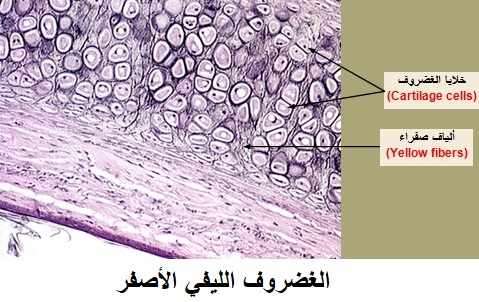 خلايا الغضروف
(Cartilage cells)
ألياف صفراء
(Yellow fibers)
الغضروف الليفي الأصفر